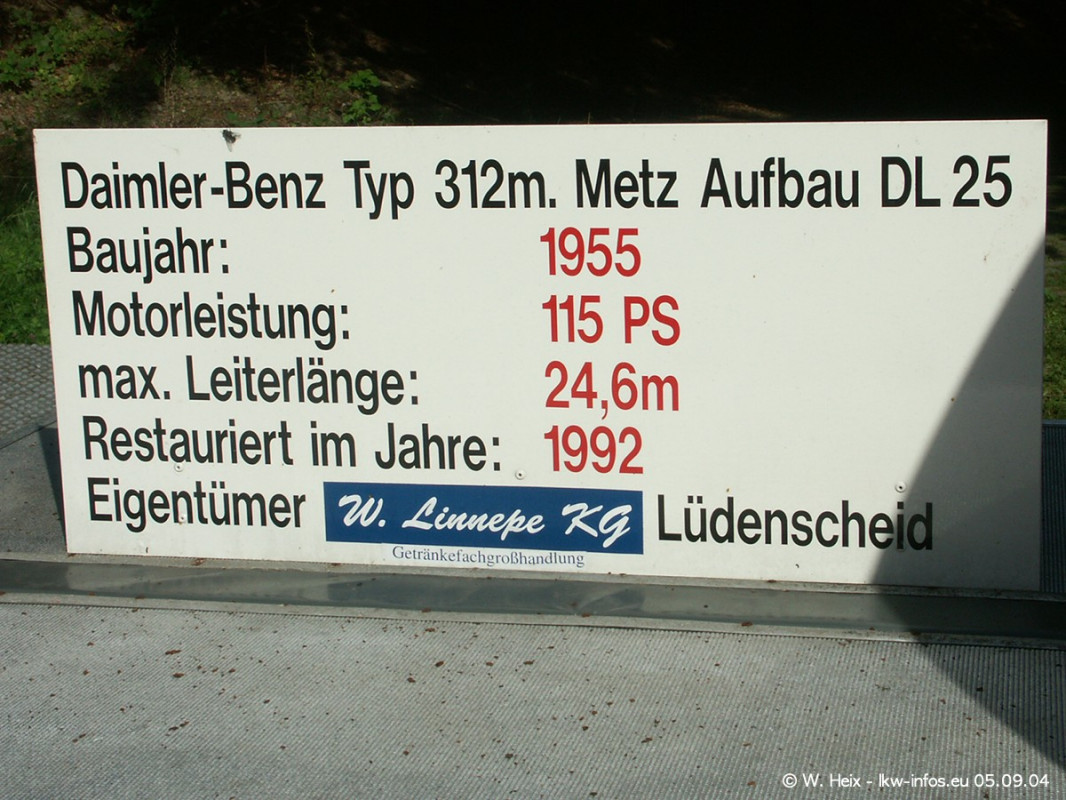 Daimler-Benz Typ 312m. Metz Aufbau DL 25
Baujahr: 1955
Motorleistung: 115 PS
max. Leiterlänge: 24,6m
Restauriert im Jahre: 1992
Eigentümer W. Linnepe KG Lüdenscheid
Getränkefachgroßhandlung
© W. Heix - lkw-infos.eu 05.09.04